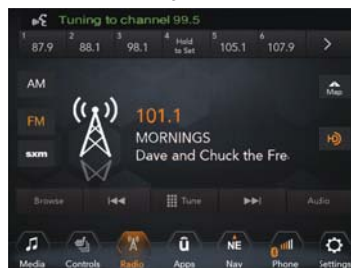 Tuning to channel 99.5
1 87.9 2 88.1 3 98.1 4 Hold to Set 5 105.1 6 107.9
AM
Map
FM
101.1
MORNINGS
sxm
Dave and Chuck the Fre
Browse Tune Audio
NE
Media Controls Radio Apps Nav Phone Settings